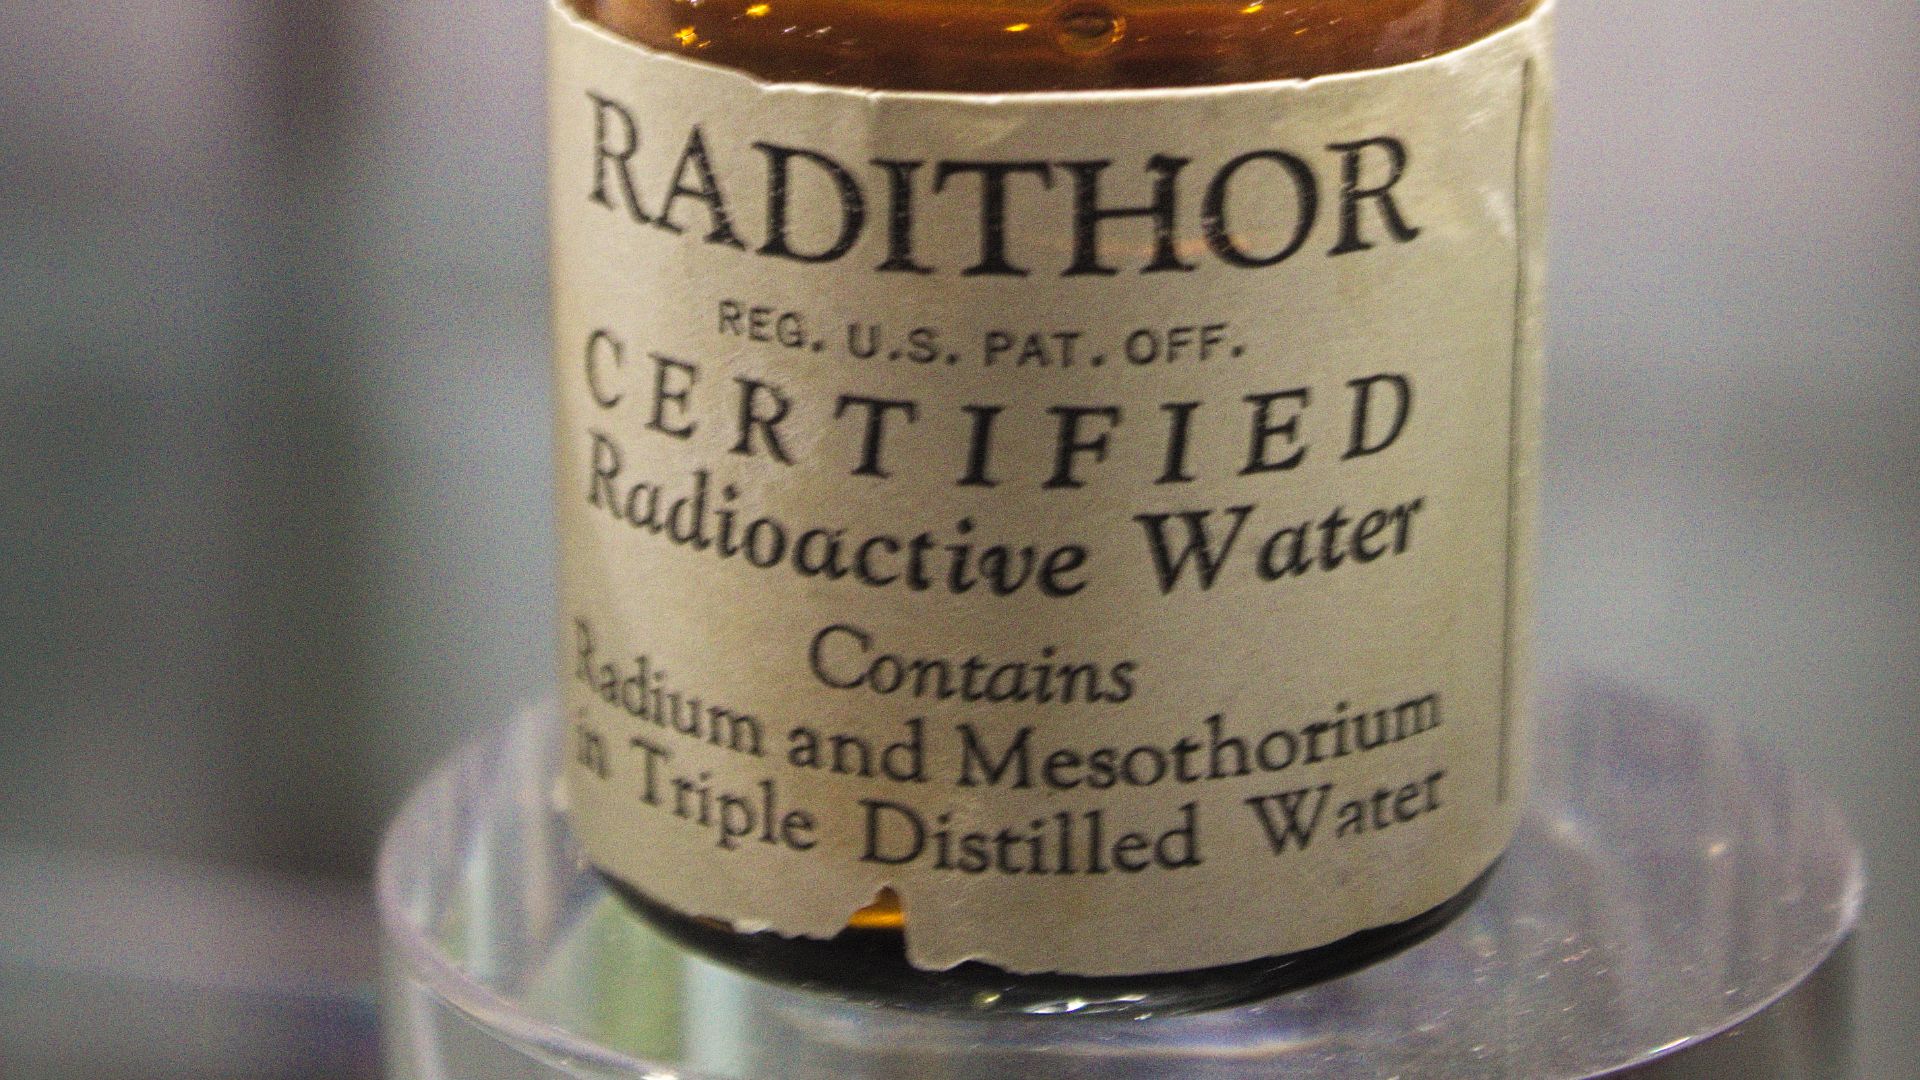 RADITHOR
REG. U.S. PAT. OFF.
CERTIFIED
Radioactive Water
Contains
Radium and Mesothorium
in Triple Distilled Water